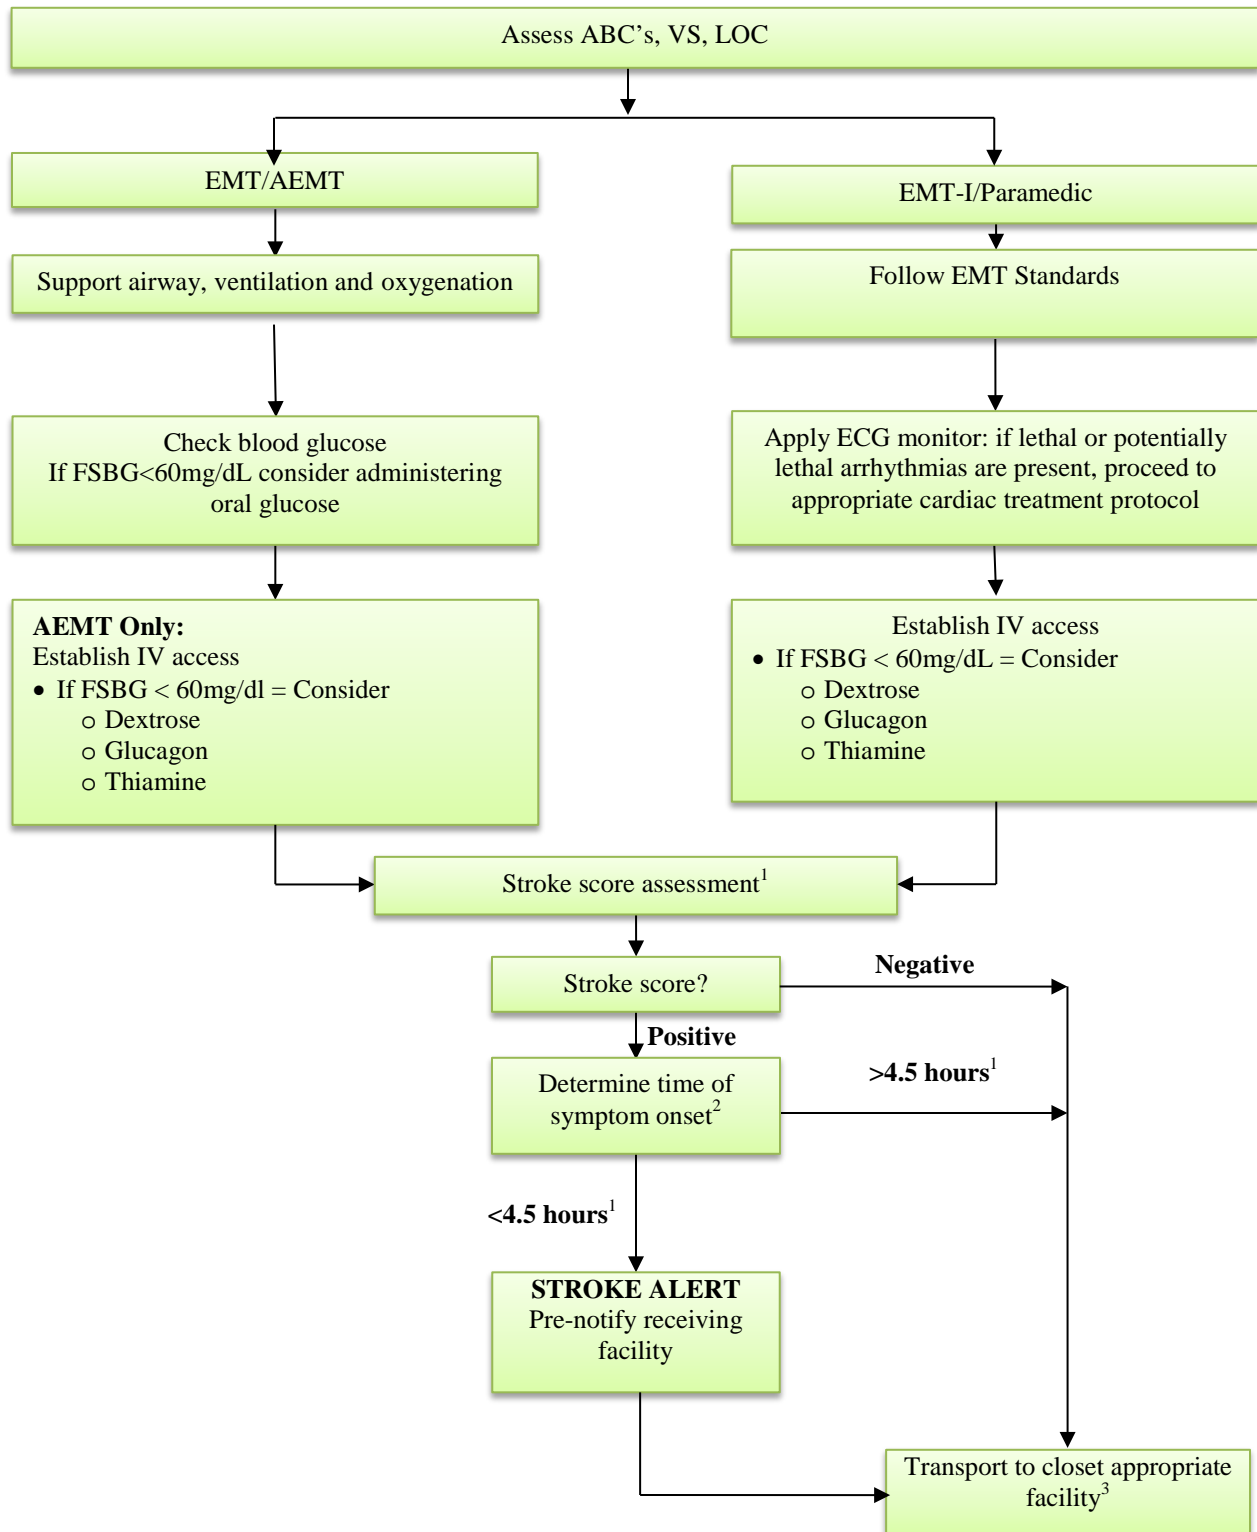 Assess ABC’s, VS, LOC
EMT/AEMT
Support airway, ventilation and oxygenation
Check blood glucose
If FSBG<60mg/dL consider administering
oral glucose
AEMT Only:
Establish IV access
• If FSBG < 60mg/dl = Consider
o Dextrose
o Glucagon
o Thiamine
EMT-I/Paramedic
Follow EMT Standards
Apply ECG monitor: if lethal or potentially
lethal arrhythmias are present, proceed to
appropriate cardiac treatment protocol
Establish IV access
• If FSBG < 60mg/dL = Consider
o Dextrose
o Glucagon
o Thiamine
Stroke score assessment1
Stroke score?
Negative
Positive
Determine time of
symptom onset2
>4.5 hours1
<4.5 hours1
STROKE ALERT
Pre-notify receiving
facility
Transport to closet appropriate
facility3